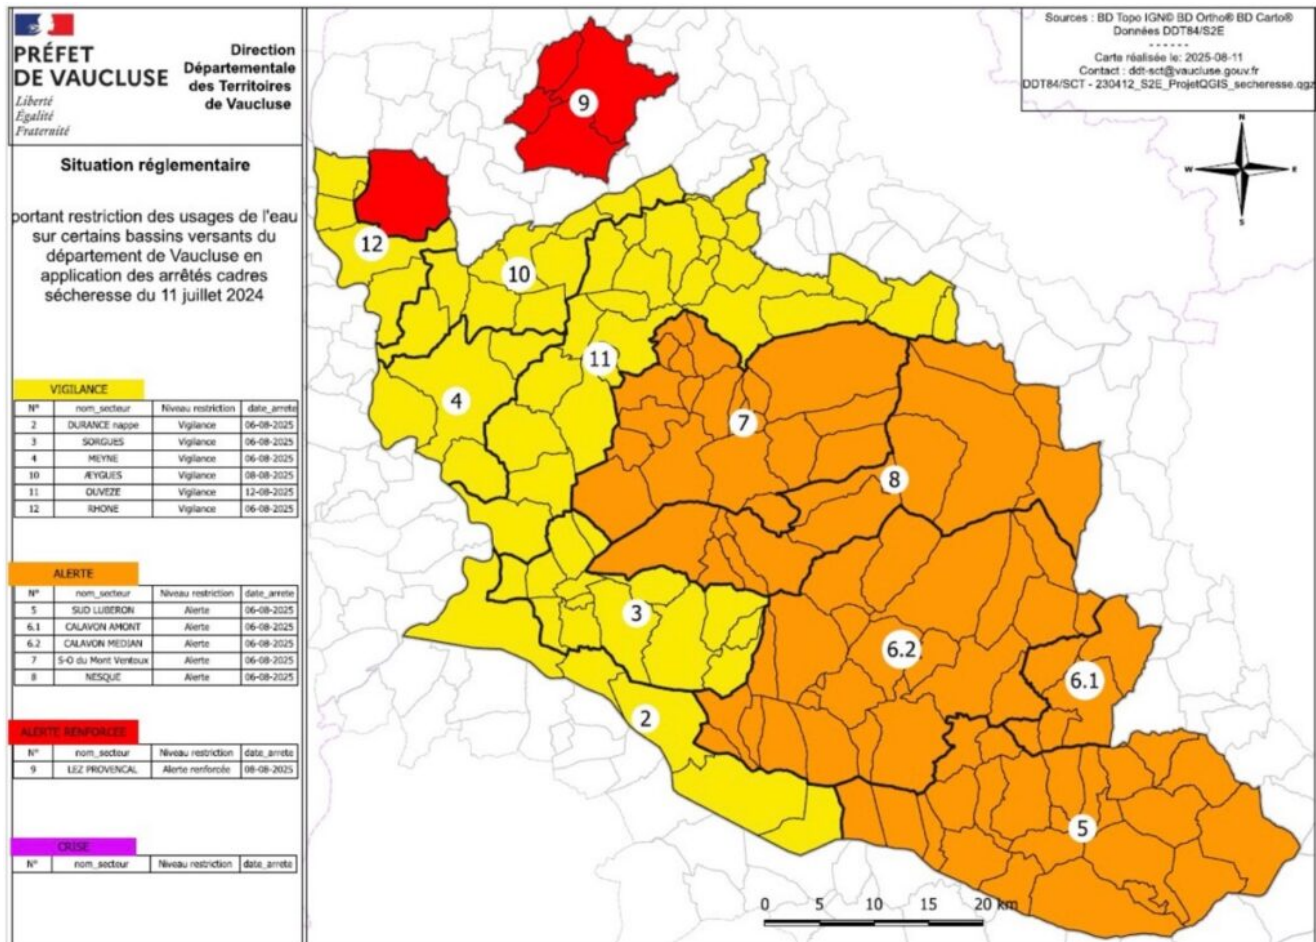 PRÉFET
DE VAUCLUSE
Liberté
Égalité
Fraternité
Direction
Départementale
des Territoires
de Vaucluse
Situation réglementaire
portant restriction des usages de l'eau
sur certains bassins versants du
département de Vaucluse en
application des arrêtés cadres
sécheresse du 11 juillet 2024
VIGILANCE
N° nom_secteur Niveau restriction date_arrete
2 DURANCE nappe Vigilance 06-08-2025
3 SORGUES Vigilance 06-08-2025
4 MEYNE Vigilance 06-08-2025
10 ÆYGUES Vigilance 08-08-2025
11 OUVEZE Vigilance 12-08-2025
12 RHONE Vigilance 06-08-2025
ALERTE
N° nom_secteur Niveau restriction date_arrete
5 SUD LUBERON Alerte 06-08-2025
6.1 CALAVON AMONT Alerte 06-08-2025
6.2 CALAVON MEDIAN Alerte 06-08-2025
7 S-O du Mont Ventoux Alerte 06-08-2025
8 NESQUE Alerte 06-08-2025
ALERTE RENFORCEE
N° nom_secteur Niveau restriction date_arrete
9 LEZ PROVENCAL Alerte renforcée 08-08-2025
CRISE
N° nom_secteur Niveau restriction date_arrete
Sources : BD Topo IGN© BD Ortho® BD Carto®
Données DDT84/S2E
- - - - - -
Carte réalisée le: 2025-08-11
Contact : ddt-sct@vaucluse.gouv.fr
DDT84/SCT - 230412_S2E_ProjetQGIS_secheresse.qgz
N
W E
S
9
12
10
11
4
7
8
3
6.2
6.1
2
5
0 5 10 15 20 km